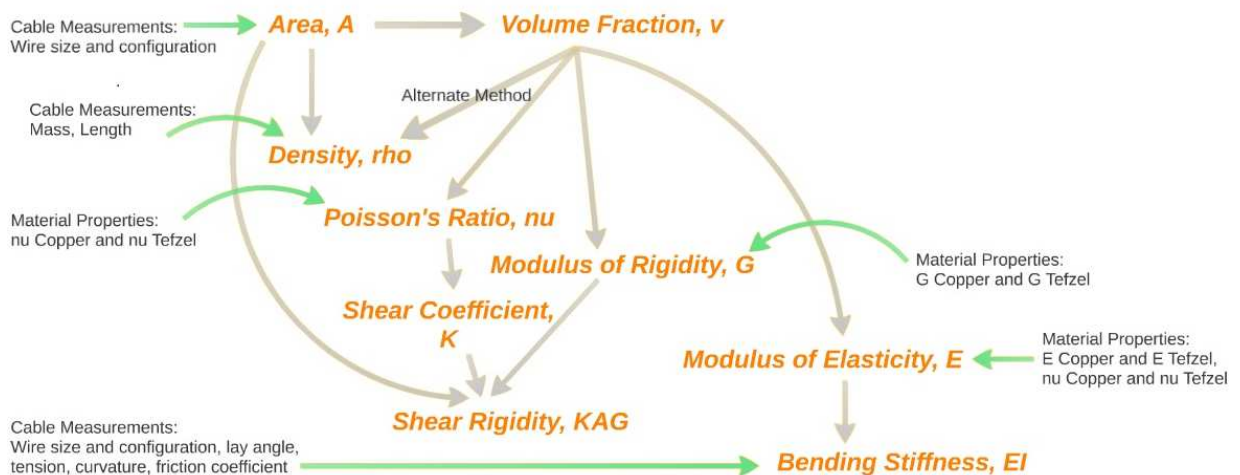 Cable Measurements:
Wire size and configuration
Area, A
Volume Fraction, v
Cable Measurements:
Mass, Length
Alternate Method
Density, rho
Material Properties:
nu Copper and nu Tefzel
Poisson's Ratio, nu
Modulus of Rigidity, G
Material Properties:
G Copper and G Tefzel
Shear Coefficient,
K
Modulus of Elasticity, E
Material Properties:
E Copper and E Tefzel,
nu Copper and nu Tefzel
Shear Rigidity, KAG
Cable Measurements:
Wire size and configuration, lay angle,
tension, curvature, friction coefficient
Bending Stiffness, EI